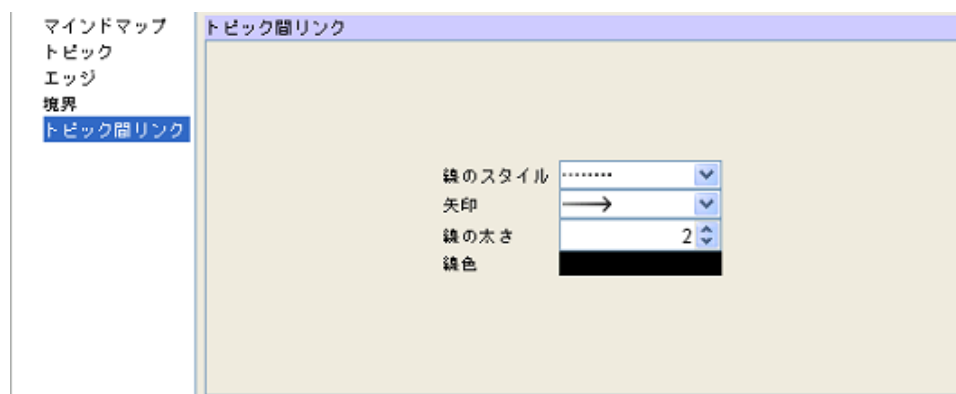 マインドマップ
トピック
エッジ
境界
トピック間リンク
トピック間リンク
線のスタイル
矢印
線の太さ 2
線色